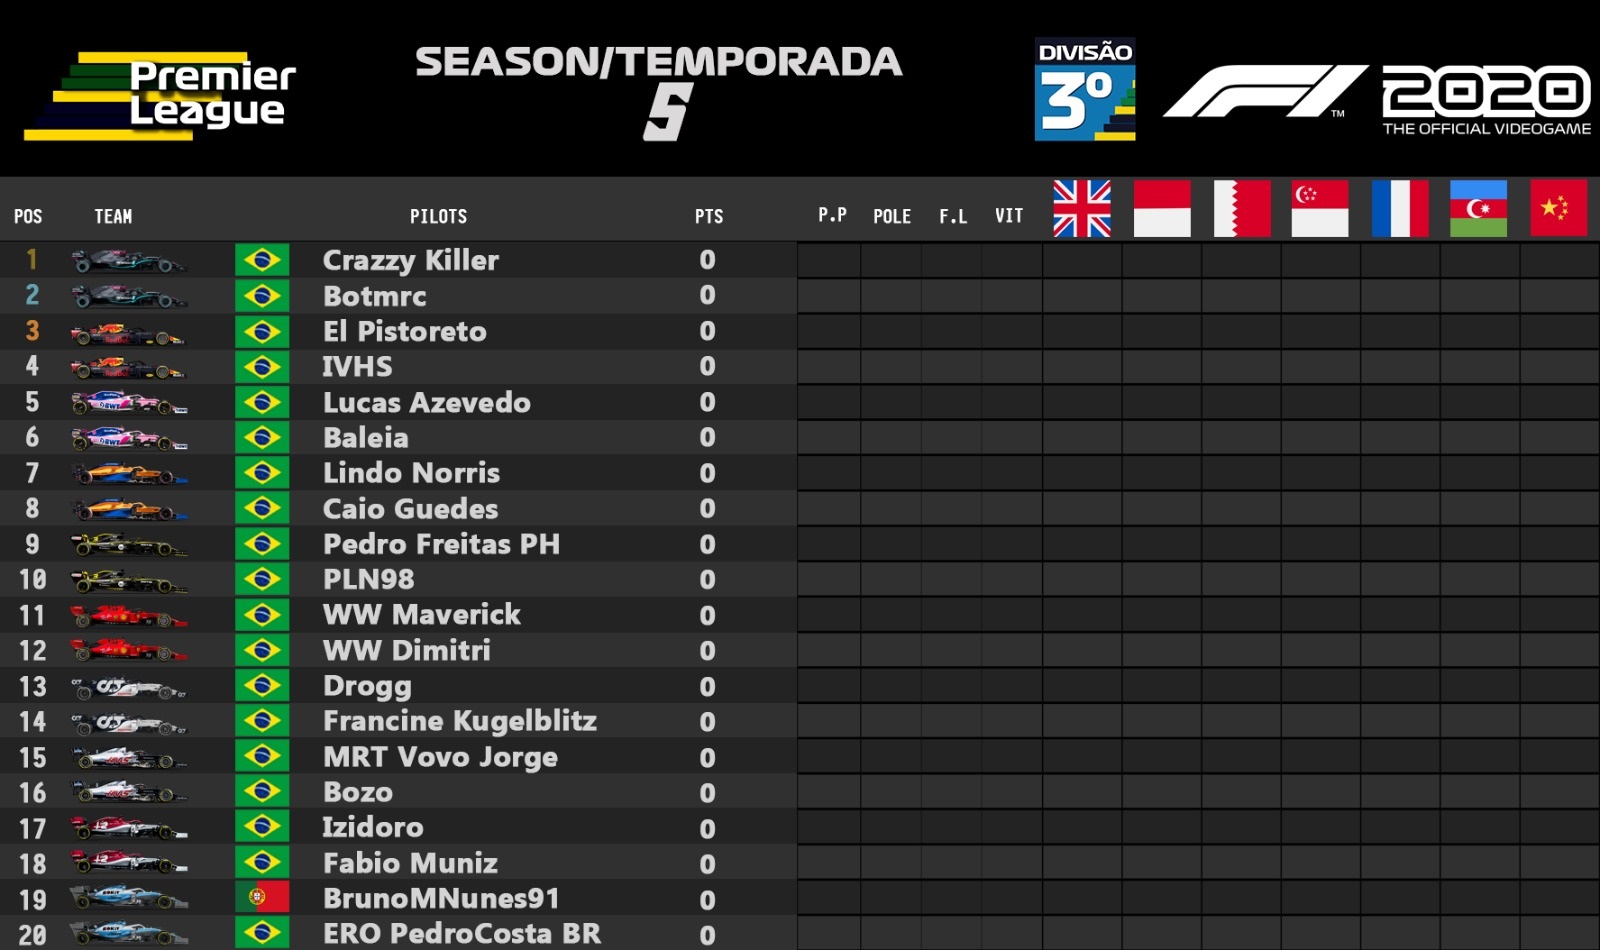 Premier
League
SEASON/TEMPORADA
5
DIVISÃO
3º
F1 ™
2020
THE OFFICIAL VIDEOGAME
POS TEAM PILOTS PTS P.P POLE F.L VIT
1 Crazzy Killer 0
2 Botmrc 0
3 El Pistoreto 0
4 IVHS 0
5 Lucas Azevedo 0
6 Baleia 0
7 Lindo Norris 0
8 Caio Guedes 0
9 Pedro Freitas PH 0
10 PLN98 0
11 WW Maverick 0
12 WW Dimitri 0
13 Drogg 0
14 Francine Kugelblitz 0
15 MRT Vovo Jorge 0
16 Bozo 0
17 Izidoro 0
18 Fabio Muniz 0
19 BrunoMNunes91 0
20 ERO PedroCosta BR 0